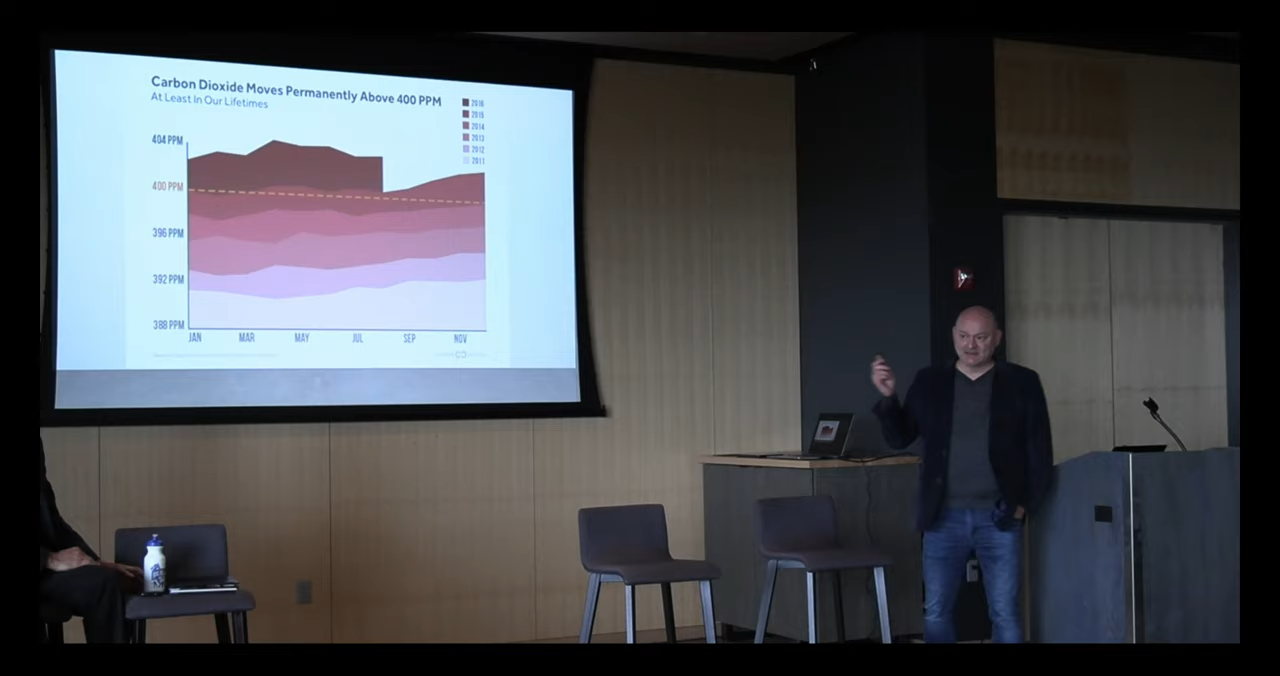 Carbon Dioxide Moves Permanently Above 400 PPM
At Least In Our Lifetimes
2016
2015
2014
2013
2012
2011
404 PPM
400 PPM
396 PPM
392 PPM
388 PPM
JAN MAR MAY JUL SEP NOV